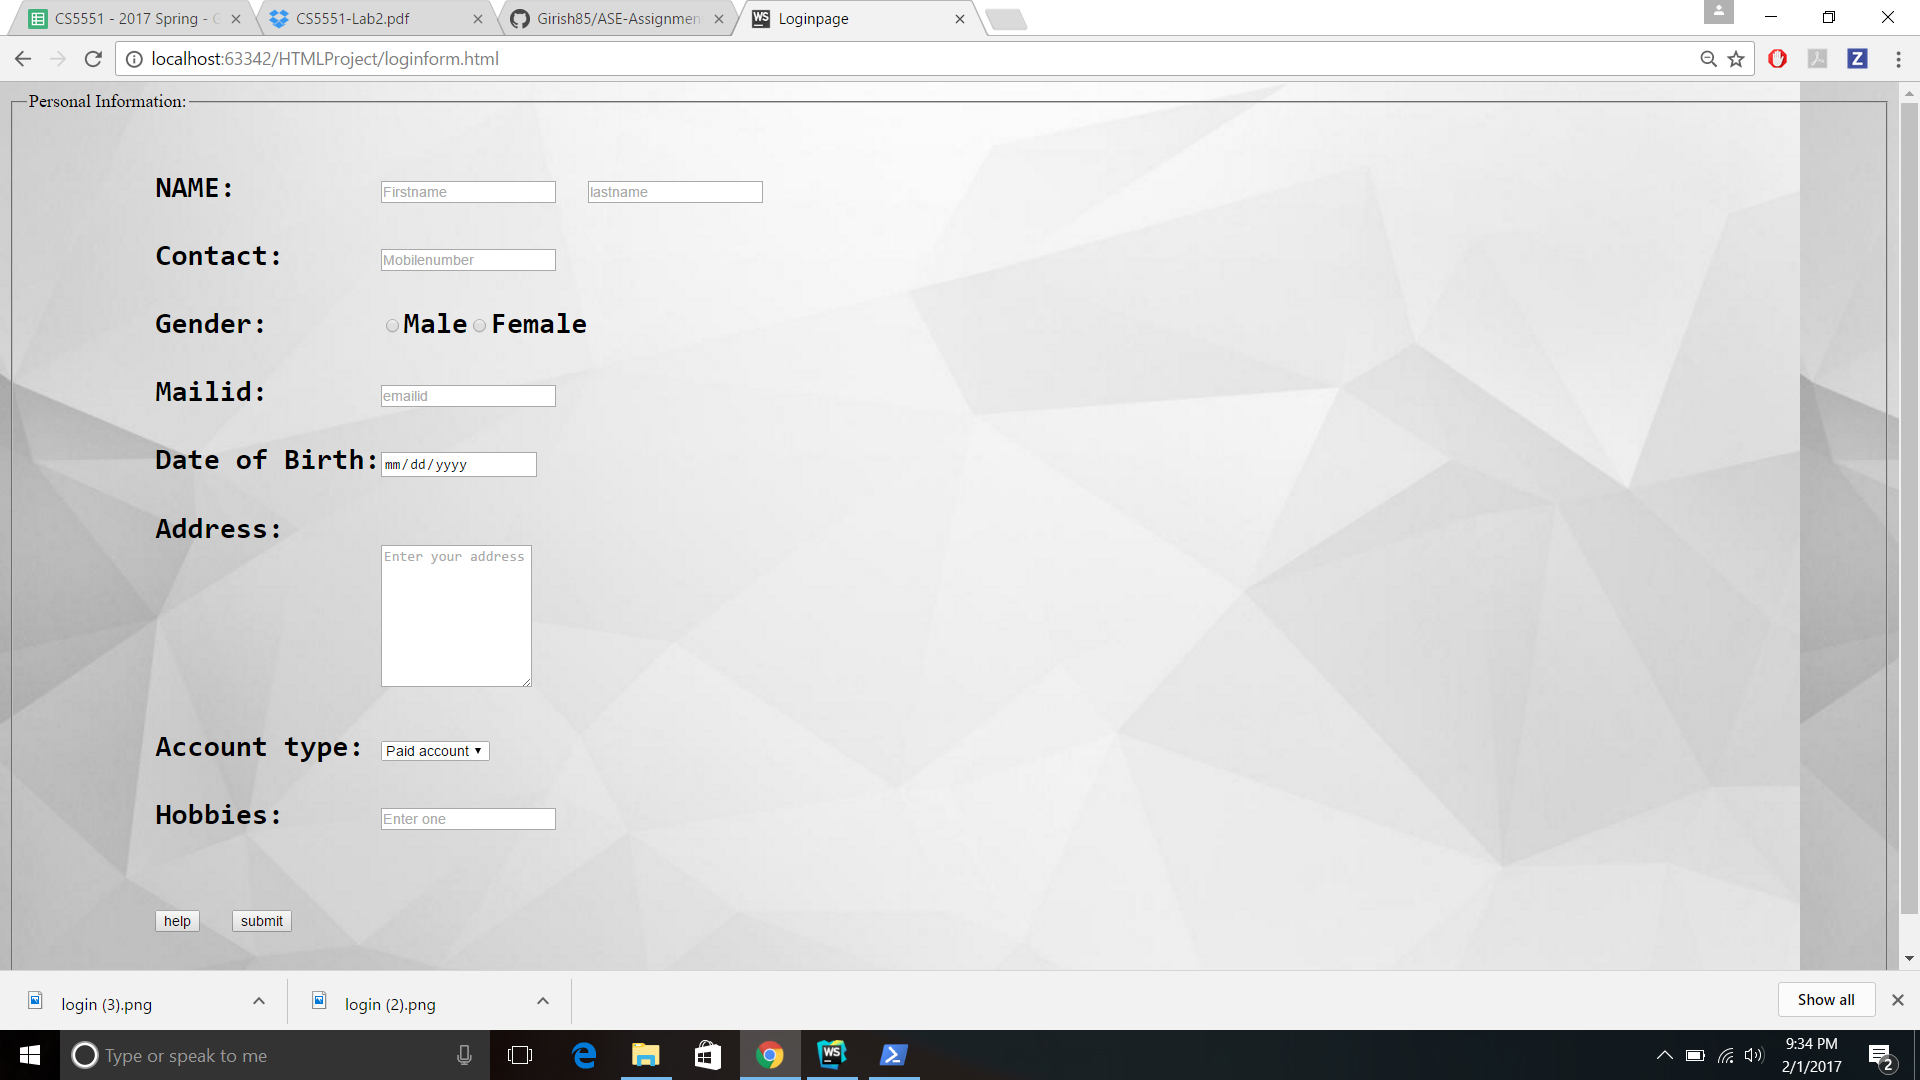 CS5551 - 2017 Spring - G
CS5551-Lab2.pdf
Girish85/ASE-Assignmen
WS
Loginpage
localhost:63342/HTMLProject/loginform.html
Z
Personal Information:
NAME:
Firstname
lastname
Contact:
Mobilenumber
Gender:
Male
Female
Mailid:
emailid
Date of Birth:
mm/dd/yyyy
Address:
Enter your address
Account type:
Paid account
Hobbies:
Enter one
help
submit
login (3).png
login (2).png
Show all
Type or speak to me
WS
9:34 PM
2/1/2017
2